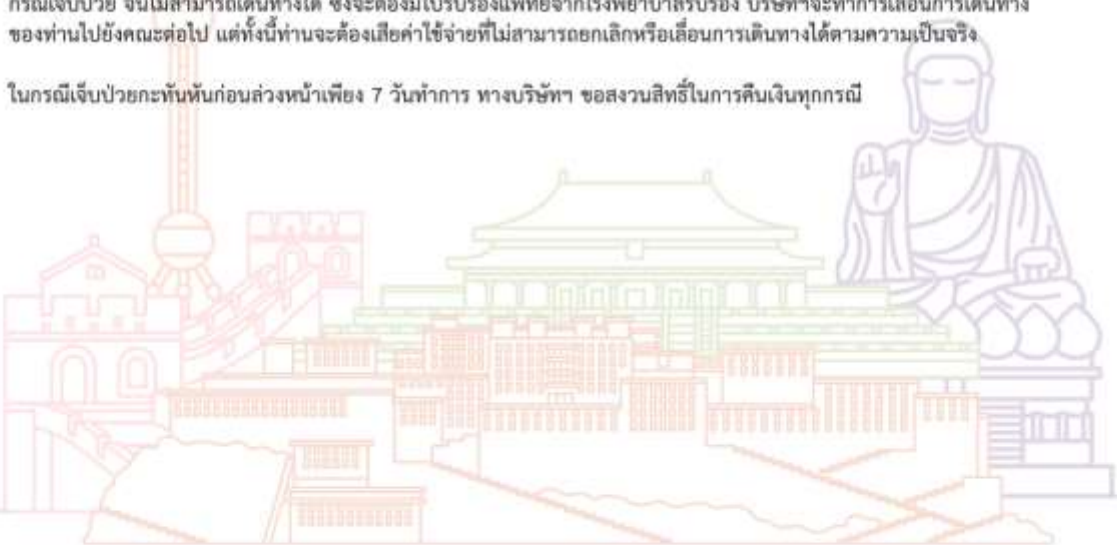 กรณีเจ็บป่วย จนไม่สามารถเดินทางได้ ซึ่งจะต้องมีใบรับรองแพทย์จากโรงพยาบาลรับรอง บริษัทฯจะทำการเลื่อนการเดินทาง
ของท่านไปยังคณะต่อไป แต่ทั้งนี้ท่านจะต้องเสียค่าใช้จ่ายที่ไม่สามารถยกเลิกหรือเลื่อนการเดินทางได้ตามความเป็นจริง
ในกรณีเจ็บป่วยกะทันหันก่อนล่วงหน้าเพียง 7 วันทำการ ทางบริษัทฯ ขอสงวนสิทธิ์ในการคืนเงินทุกกรณี